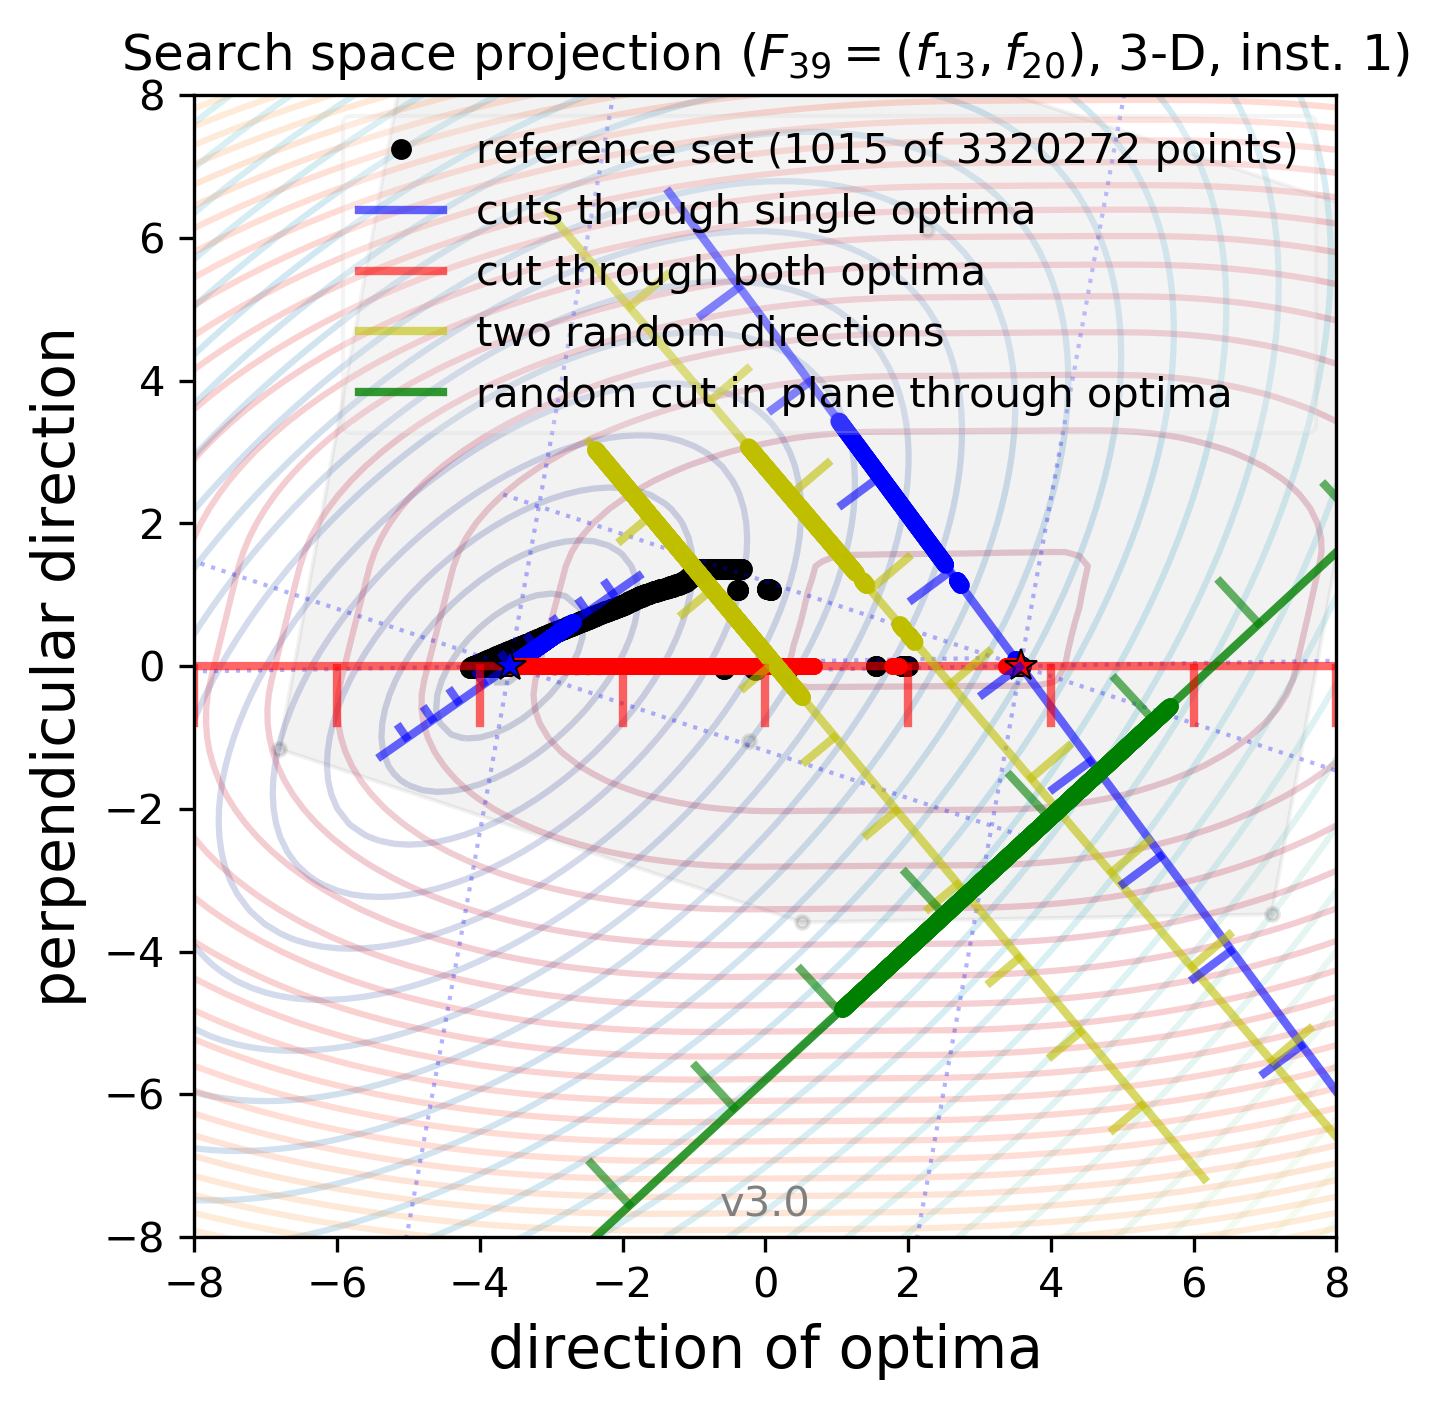 Search space projection (F₃₉ = (f₁₃, f₂₀), 3-D, inst. 1)
reference set (1015 of 3320272 points)
cuts through single optima
cut through both optima
two random directions
random cut in plane through optima
perpendicular direction
8
6
4
2
0
−2
−4
−6
−8
v3.0
−8 −6 −4 −2 0 2 4 6 8
direction of optima